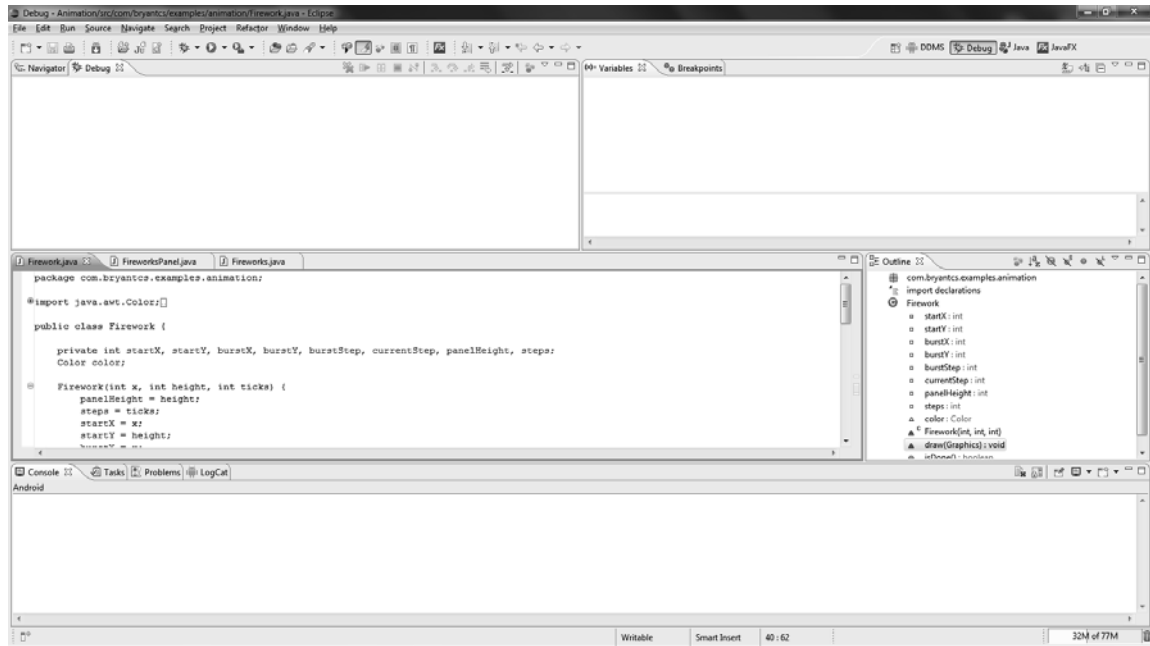 Debug - Animation/src/com/bryantcs/examples/animation/Firework.java - Eclipse
File Edit Run Source Navigate Search Project Refactor Window Help
DDMS Debug Java JavaFX
Navigator Debug
Variables Breakpoints
Firework.java FireworksPanel.java Fireworks.java
package com.bryantcs.examples.animation;
import java.awt.Color;
public class Firework {
private int startX, startY, burstX, burstY, burstStep, currentStep, panelHeight, steps;
Color color;
Firework(int x, int height, int ticks) {
panelHeight = height;
steps = ticks;
startX = x;
startY = height;
Outline
com.bryantcs.examples.animation
import declarations
Firework
startX : int
startY : int
burstX : int
burstY : int
burstStep : int
currentStep : int
panelHeight : int
steps : int
color : Color
Firework(int, int, int)
draw(Graphics) : void
isDone() : boolean
Console Tasks Problems LogCat
Android
Writable Smart Insert 40 : 62 32M of 77M